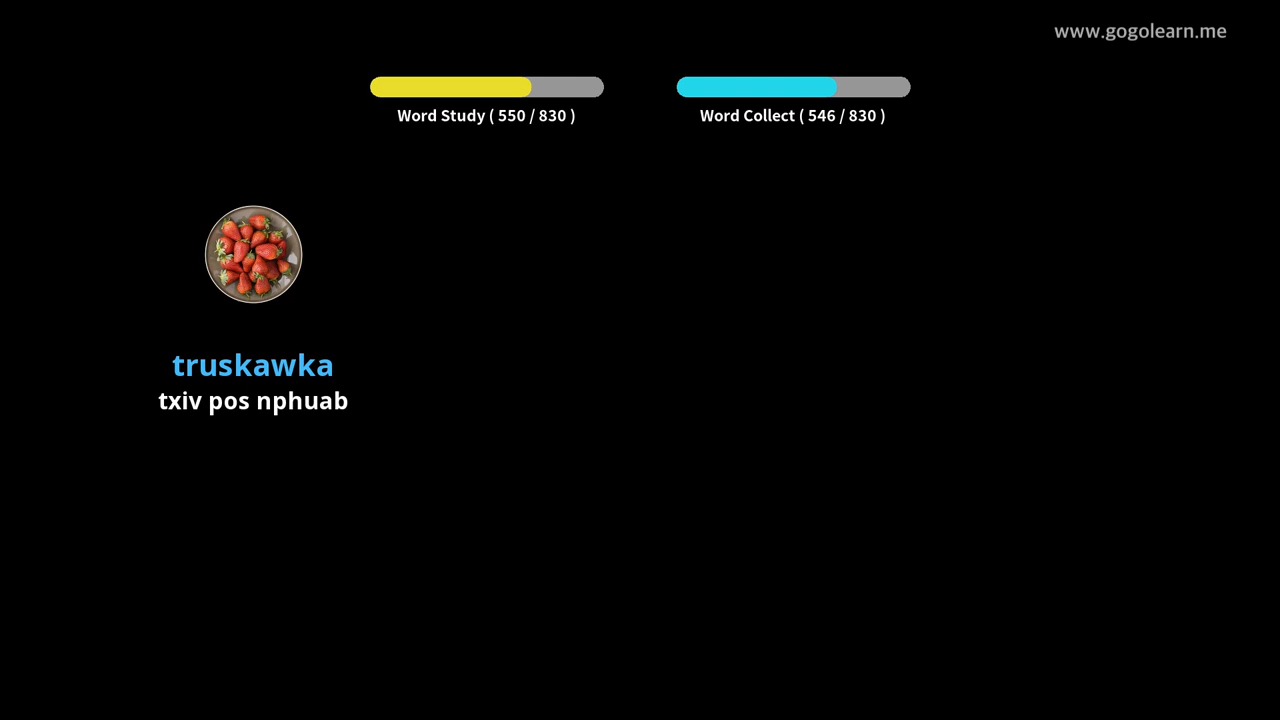 www.gogolearn.me
Word Study ( 550 / 830 )
Word Collect ( 546 / 830 )
truskawka
txiv pos nphuab